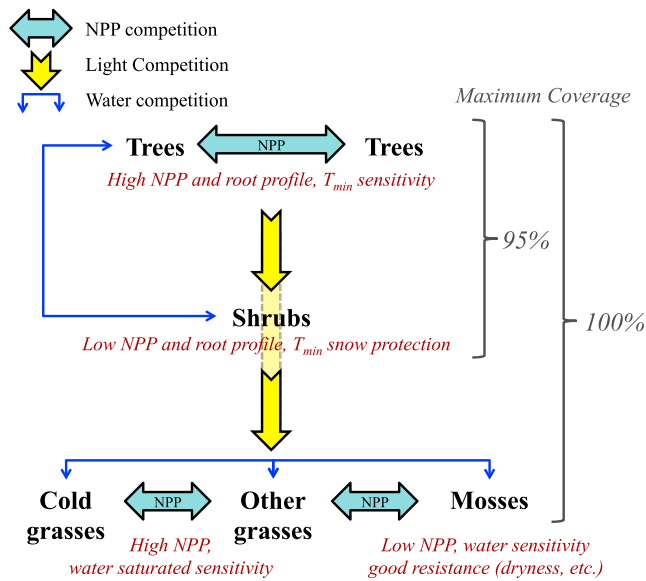 NPP competition
Light Competition
Water competition
Maximum Coverage
Trees
NPP
Trees
High NPP and root profile, Tmin sensitivity
95%
Shrubs
100%
Low NPP and root profile, Tmin snow protection
Cold
grasses
NPP
Other
grasses
NPP
Mosses
High NPP,
water saturated sensitivity
Low NPP, water sensitivity
good resistance (dryness, etc.)